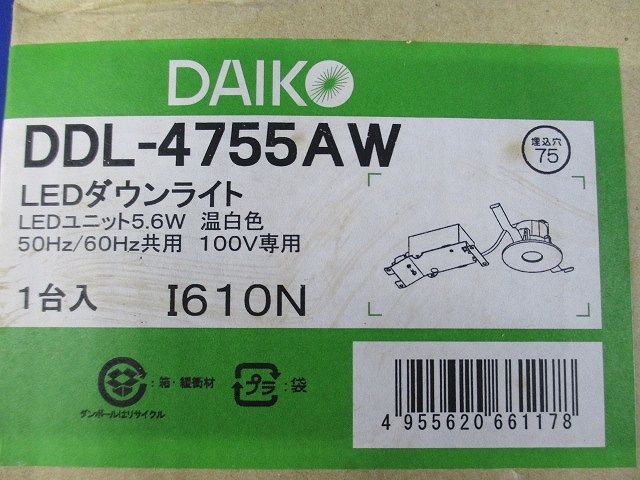 DAIKO
DDL-4755AW
埋込穴
75
LEDダウンライト
LEDユニット5.6W 温白色
50Hz/60Hz共用 100V専用
1台入 I610N
:箱・緩衝材
ダンボールはリサイクル
プラ
:袋
4 955620 661178